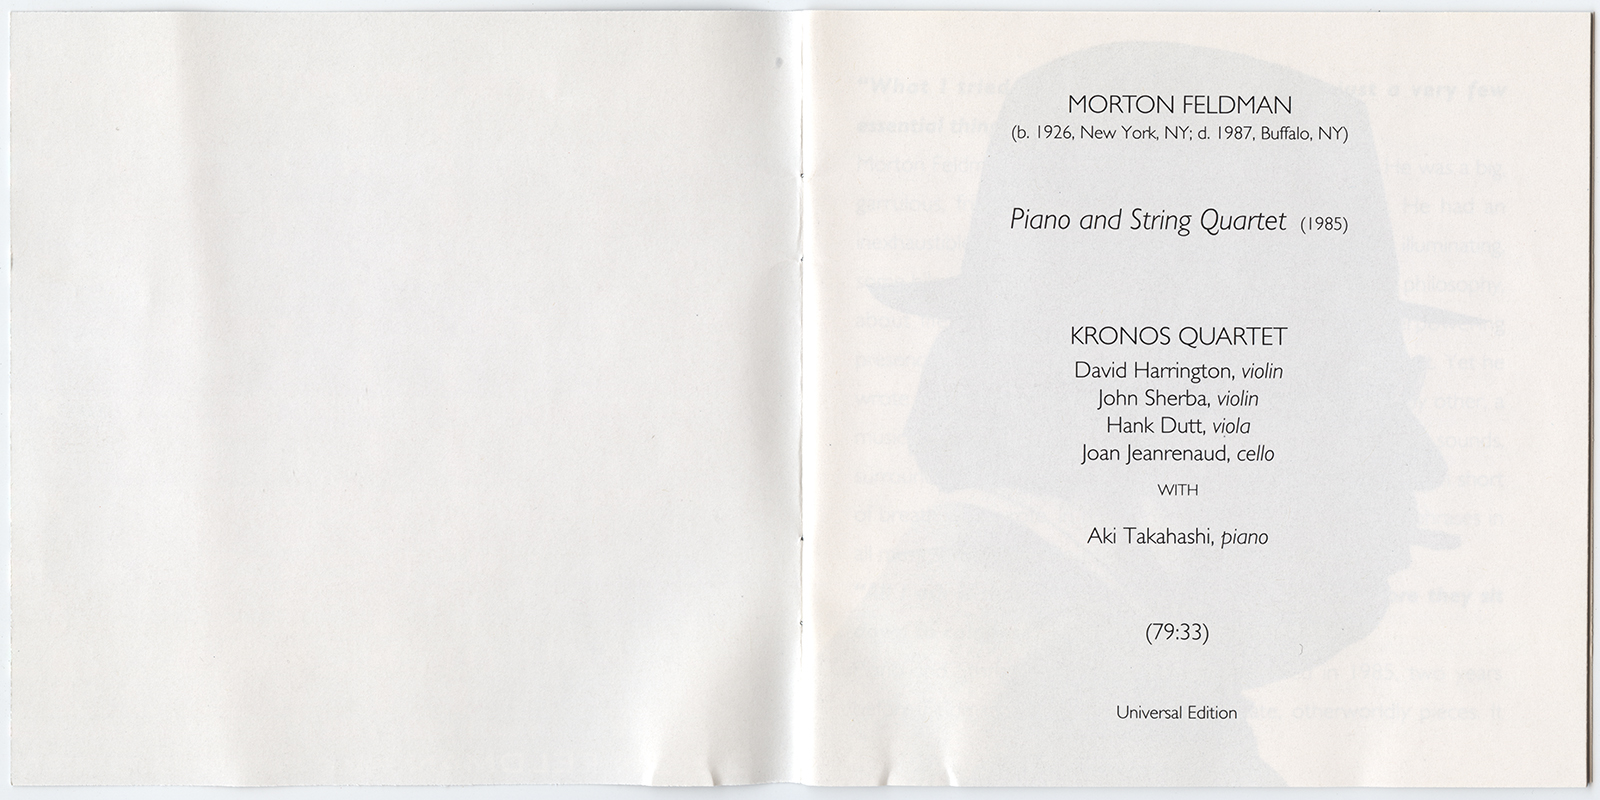 MORTON FELDMAN
(b. 1926, New York, NY; d. 1987, Buffalo, NY)
Piano and String Quartet (1985)
KRONOS QUARTET
David Harrington, violin
John Sherba, violin
Hank Dutt, viola
Joan Jeanrenaud, cello
WITH
Aki Takahashi, piano
(79:33)
Universal Edition